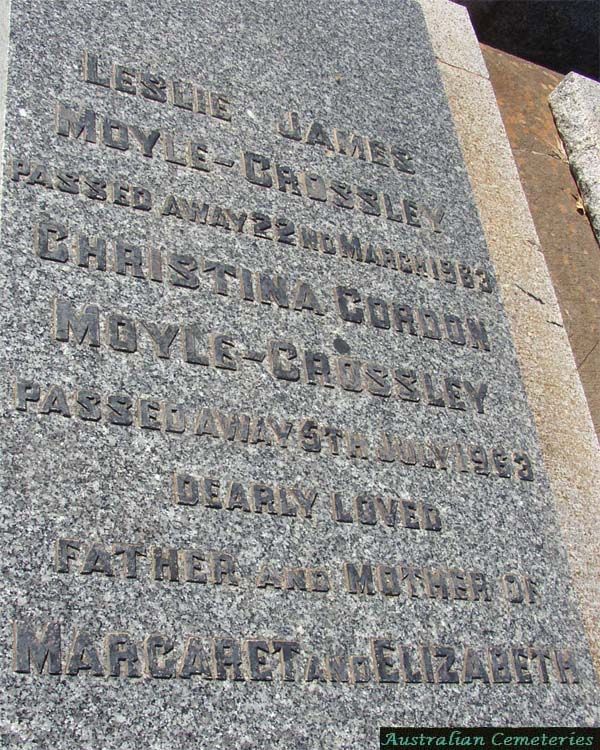 LESLIE JAMES
MOYLE-CROSSLEY
PASSED AWAY 22ND MARCH 1963
CHRISTINA GORDON
MOYLE-CROSSLEY
PASSED AWAY 5TH JULY 1963
DEARLY LOVED
FATHER AND MOTHER OF
MARGARET AND ELIZABETH
Australian Cemeteries